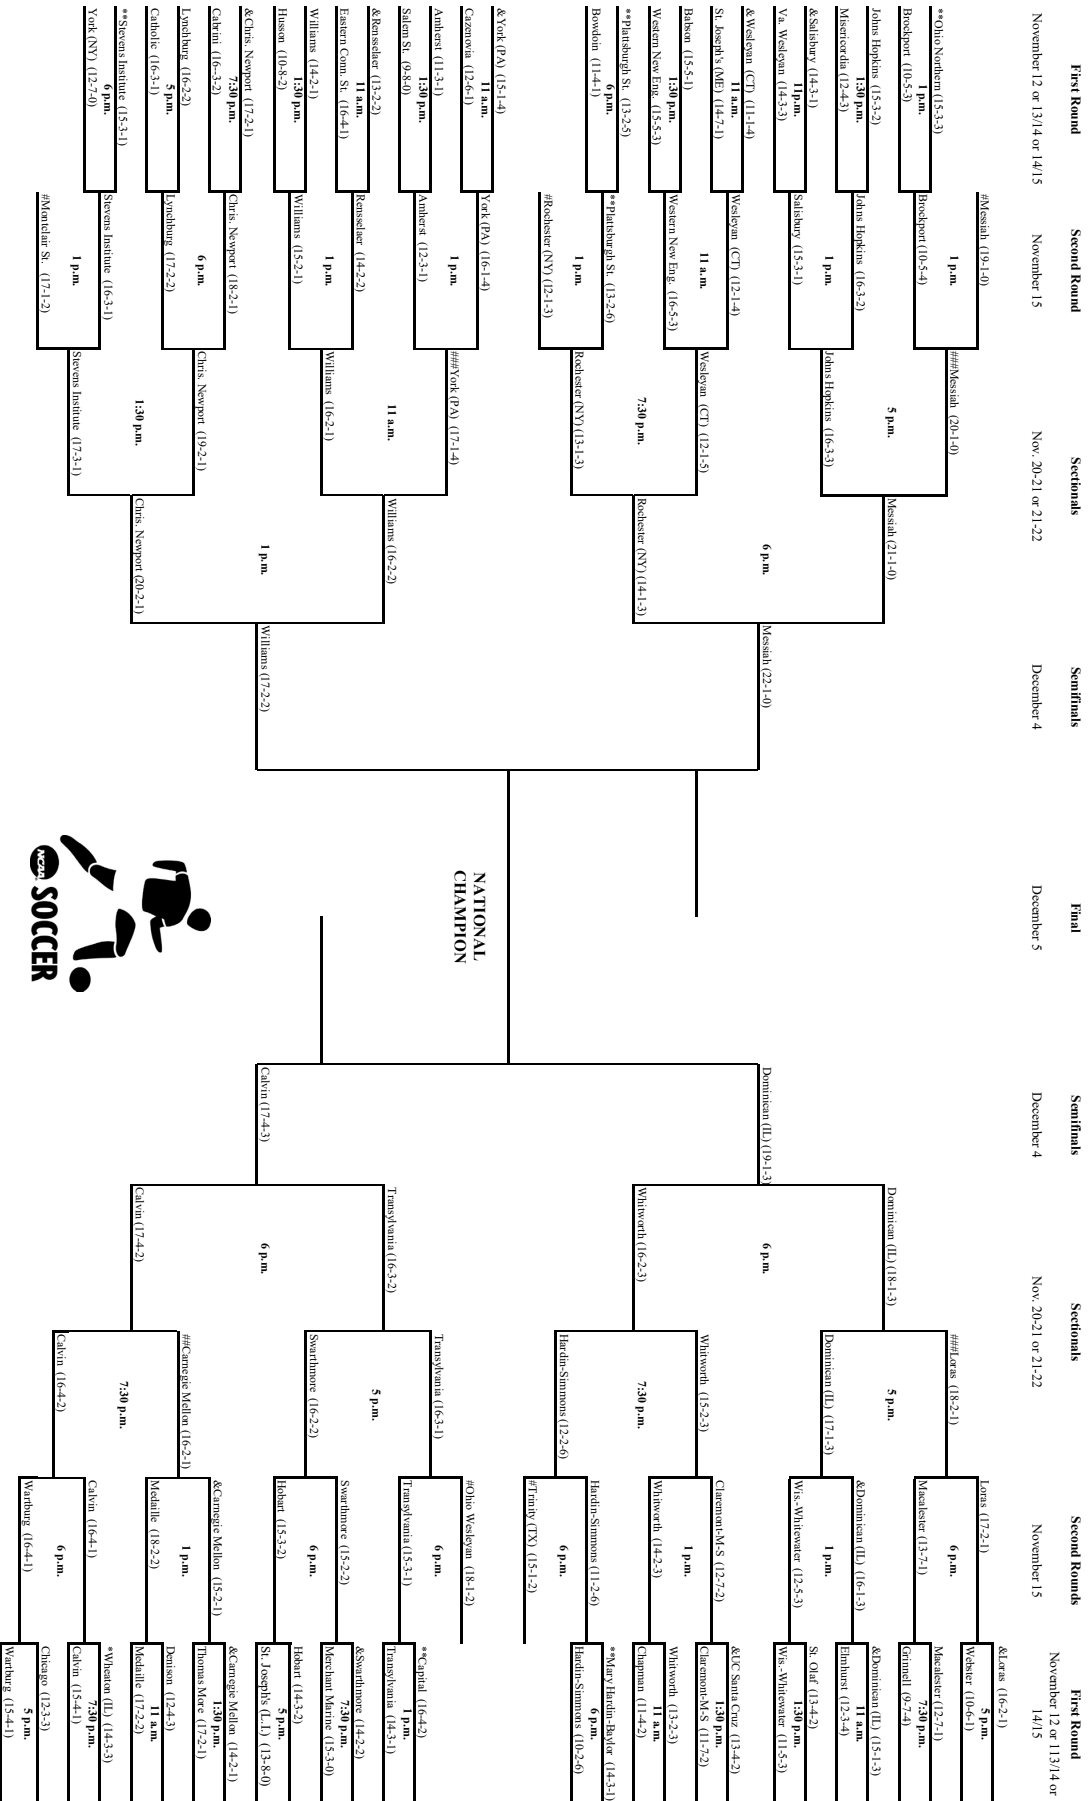 First Round
November 12 or 13/14 or 14/15
Second Round
November 15
Sectionals
Nov. 20-21 or 21-22
Semifinals
December 4
Final
December 5
Semifinals
December 4
Sectionals
Nov. 20-21 or 21-22
Second Rounds
November 15
First Round
November 12 or 113/14 or
14/15
**Ohio Northern (15-3-3)
1 p.m.
Brockport (10-5-3)
Johns Hopkins (15-3-2)
1:30 p.m.
Misericordia (12-4-3)
&Salisbury (14-3-1)
11p.m.
Va. Wesleyan (14-3-3)
&Wesleyan (CT) (11-1-4)
11 a.m.
St. Joseph's (ME) (14-7-1)
Babson (15-5-1)
1:30 p.m.
Western New Eng. (15-5-3)
**Plattsburgh St. (13-2-5)
6 p.m.
Bowdoin (11-4-1)
&York (PA) (15-1-4)
11 a.m.
Cazenovia (12-6-1)
Amherst (11-3-1)
1:30 p.m.
Salem St. (9-8-0)
&Rensselaer (13-2-2)
11 a.m.
Eastern Conn. St. (16-4-1)
Williams (14-2-1)
1:30 p.m.
Husson (10-8-2)
&Chris. Newport (17-2-1)
7:30 p.m.
Cabrini (16--3-2)
Lynchburg (16-2-2)
5 p.m.
Catholic (16-3-1)
**Stevens Institute (15-3-1)
6 p.m.
York (NY) (12-7-0)
#Messiah (19-1-0)
1 p.m.
Brockport (10-5-4)
Johns Hopkins (16-3-2)
1 p.m.
Salisbury (15-3-1)
Wesleyan (CT) (12-1-4)
11 a.m.
Western New Eng. (16-5-3)
**Plattsburgh St. (13-2-6)
1 p.m.
#Rochester (NY) (12-1-3)
York (PA) (16-1-4)
1 p.m.
Amherst (12-3-1)
Rensselaer (14-2-2)
1 p.m.
Williams (15-2-1)
Chris. Newport (18-2-1)
6 p.m.
Lynchburg (17-2-2)
Stevens Institute (16-3-1)
1 p.m.
#Montclair St. (17-1-2)
###Messiah (20-1-0)
5 p.m.
Johns Hopkins (16-3-3)
Wesleyan (CT) (12-1-5)
7:30 p.m.
Rochester (NY) (13-1-3)
###York (PA) (17-1-4)
11 a.m.
Williams (16-2-1)
Chris. Newport (19-2-1)
1:30 p.m.
Stevens Institute (17-3-1)
Messiah (21-1-0)
6 p.m.
Rochester (NY) (14-1-3)
Williams (16-2-2)
1 p.m.
Chris. Newport (20-2-1)
Messiah (22-1-0)
Williams (17-2-2)
NATIONAL
CHAMPION
NCAA SOCCER
Dominican (IL) (19-1-3)
Calvin (17-4-3)
Dominican (IL) (18-1-3)
6 p.m.
Whitworth (16-2-3)
Transylvania (16-3-2)
6 p.m.
Calvin (17-4-2)
###Loras (18-2-1)
5 p.m.
Dominican (IL) (17-1-3)
Whitworth (15-2-3)
7:30 p.m.
Hardin-Simmons (12-2-6)
Transylvania (16-3-1)
5 p.m.
Swarthmore (16-2-2)
##Carnegie Mellon (16-2-1)
7:30 p.m.
Calvin (16-4-2)
Loras (17-2-1)
6 p.m.
Macalester (13-7-1)
&Dominican (IL) (16-1-3)
1 p.m.
Wis.-Whitewater (12-5-3)
Claremont-M-S (12-7-2)
1 p.m.
Whitworth (14-2-3)
Hardin-Simmons (11-2-6)
6 p.m.
#Trinity (TX) (15-1-2)
#Ohio Wesleyan (18-1-2)
6 p.m.
Transylvania (15-3-1)
Swarthmore (15-2-2)
6 p.m.
Hobart (15-3-2)
&Carnegie Mellon (15-2-1)
1 p.m.
Medaille (18-2-2)
Calvin (16-4-1)
6 p.m.
Wartburg (16-4-1)
&Loras (16-2-1)
5 p.m.
Webster (10-6-1)
Macalester (12-7-1)
7:30 p.m.
Grinnell (9-7-4)
&Dominican (IL) (15-1-3)
11 a.m.
Elmhurst (12-3-4)
St. Olaf (13-4-2)
1:30 p.m.
Wis.-Whitewater (11-5-3)
&UC Santa Cruz (13-4-2)
1:30 p.m.
Claremont-M-S (11-7-2)
Whitworth (13-2-3)
11 a.m.
Chapman (11-4-2)
**Mary Hardin-Baylor (14-3-1)
6 p.m.
Hardin-Simmons (10-2-6)
**Capital (16-4-2)
1 p.m.
Transylvania (14-3-1)
&Swarthmore (14-2-2)
7:30 p.m.
Merchant Marine (15-3-0)
Hobart (14-3-2)
5 p.m.
St. Joseph's (L.I.) (13-8-0)
&Carnegie Mellon (14-2-1)
1:30 p.m.
Thomas More (17-2-1)
Denison (12-4-3)
11 a.m.
Medaille (17-2-2)
*Wheaton (IL) (14-3-3)
7:30 p.m.
Calvin (15-4-1)
Chicago (12-3-3)
5 p.m.
Wartburg (15-4-1)